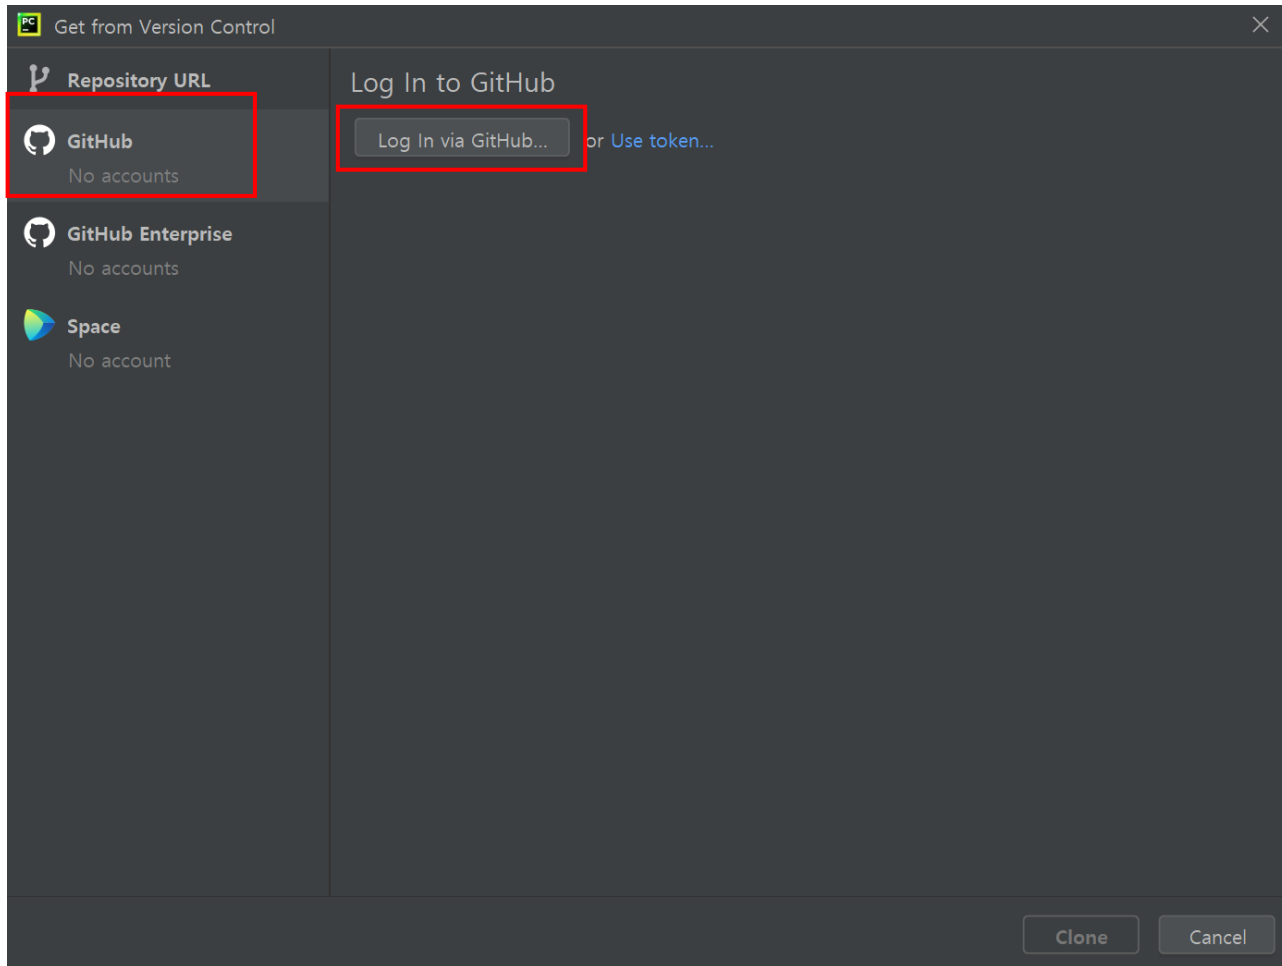 PC
Get from Version Control
Repository URL
GitHub
No accounts
GitHub Enterprise
No accounts
Space
No account
Log In to GitHub
Log In via GitHub... or Use token...
Clone
Cancel